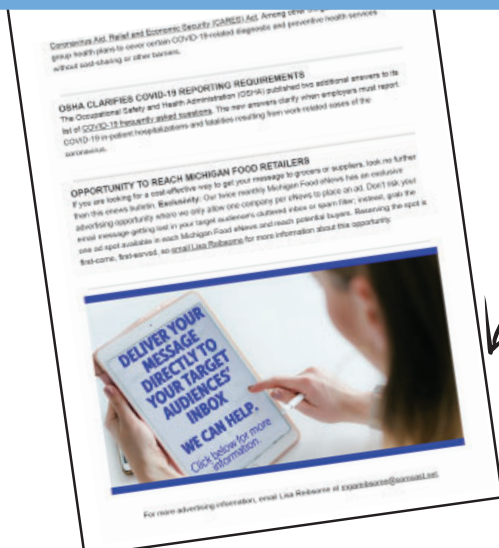 Coronavirus Aid, Relief and Economic Security (CARES) Act. Among other
group health plans to cover certain COVID-19-related diagnostic and preventive health services
without cost-sharing or other barriers.
OSHA CLARIFIES COVID-19 REPORTING REQUIREMENTS
The Occupational Safety and Health Administration (OSHA) published two additional answers to its
list of COVID-19 frequently asked questions. The new answers clarify when employers must report
COVID-19 in-patient hospitalizations and fatalities resulting from work-related cases of the
coronavirus.
OPPORTUNITY TO REACH MICHIGAN FOOD RETAILERS
If you are looking for a cost-effective way to get your message to grocers or suppliers, look no further
than this enews bulletin. Exclusivity: Our twice monthly Michigan Food eNews has an exclusive
advertising opportunity where we only allow one company per eNews to place an ad. Don't risk your
email message getting lost in your target audience's cluttered inbox or spam filter; instead, grab the
one ad spot available in each Michigan Food eNews and reach potential buyers. Reserving the spot is
first-come, first-served, so email Lisa Reibsome for more information about this opportunity.
DELIVER YOUR
MESSAGE
DIRECTLY TO
YOUR TARGET
AUDIENCES'
INBOX
WE CAN HELP.
Click below for more
information.
For more advertising information, email Lisa Reibsome at